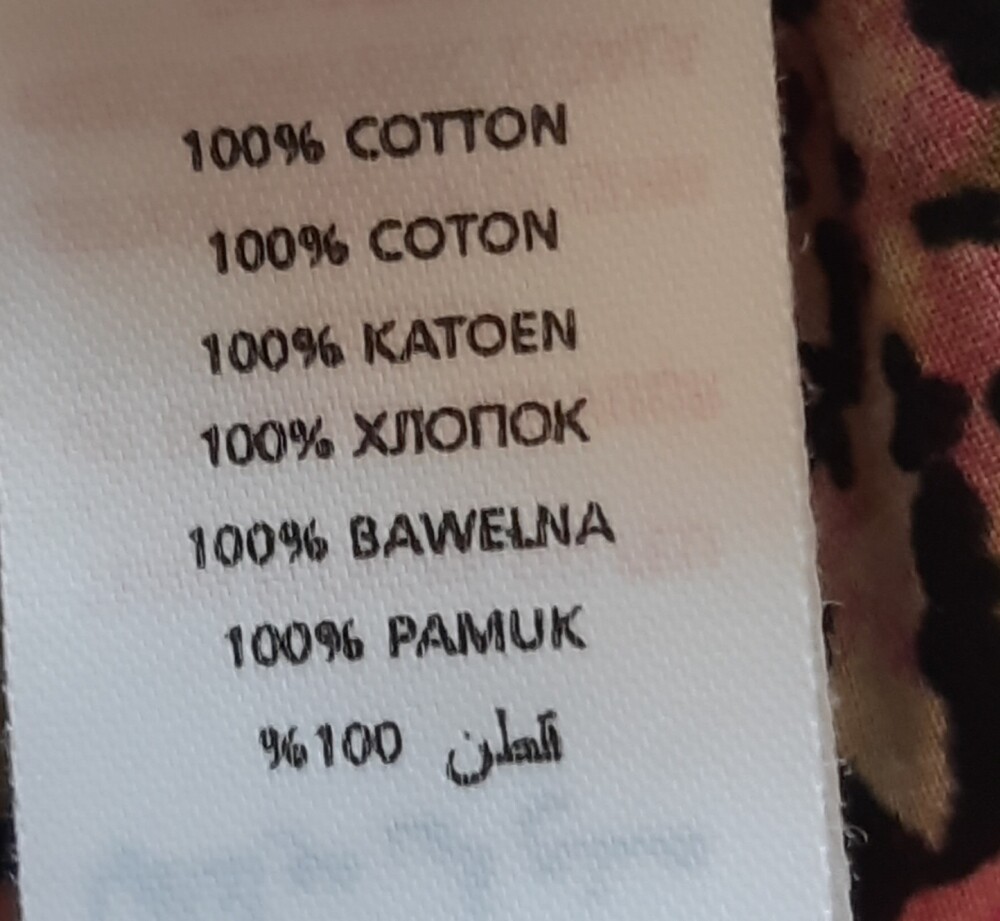 100% COTTON
100% COTON
100% KATOEN
100% ХЛОПОК
100% BAWEŁNA
100% PAMUK
%100 قطن